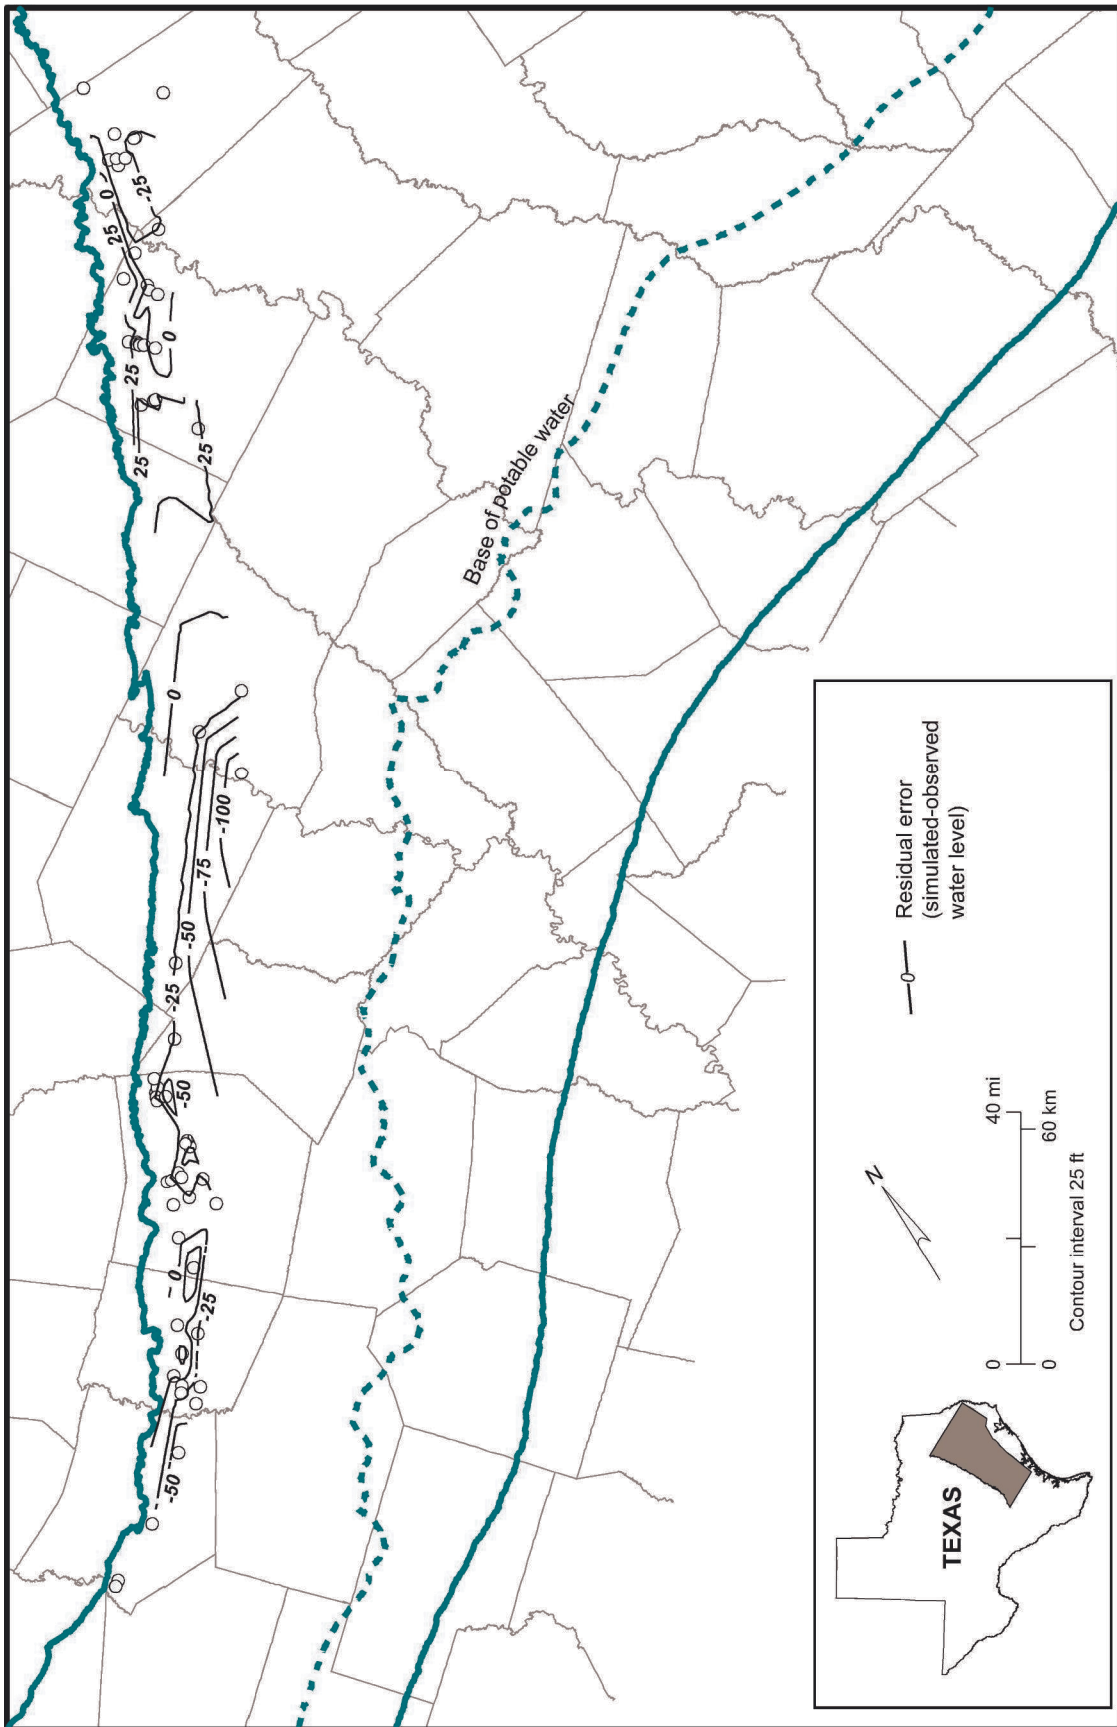 -50
0
-25
-50
-25
-50
-75
-100
0
25
25
25
0
25
0
-25
Base of potable water
TEXAS
N
0 40 mi
0 60 km
Contour interval 25 ft
0 Residual error
(simulated-observed
water level)